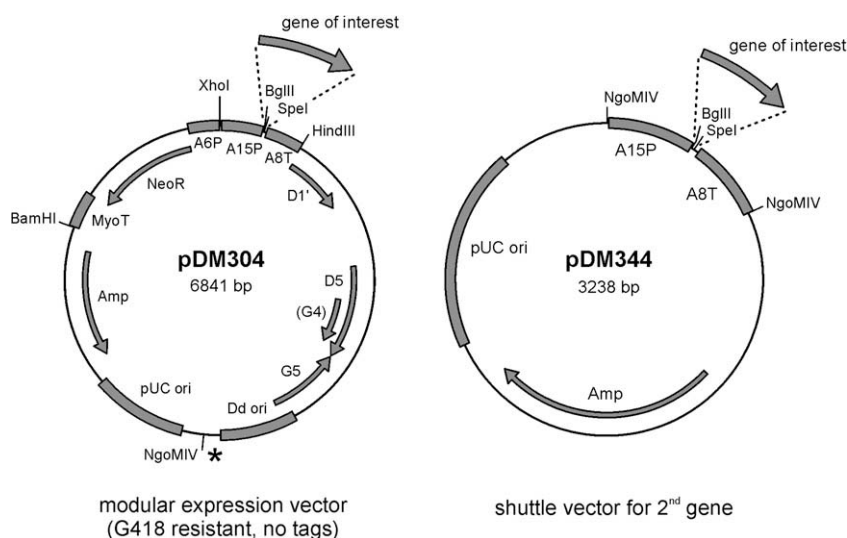 gene of interest
XhoI
BglII
SpeI
HindIII
A6P
A15P
A8T
NeoR
D1'
BamHI
MyoT
pDM304
6841 bp
Amp
D5
(G4)
G5
pUC ori
Dd ori
NgoMIV
*
modular expression vector
(G418 resistant, no tags)
gene of interest
NgoMIV
BglII
SpeI
A15P
A8T
NgoMIV
pUC ori
pDM344
3238 bp
Amp
shuttle vector for 2nd gene